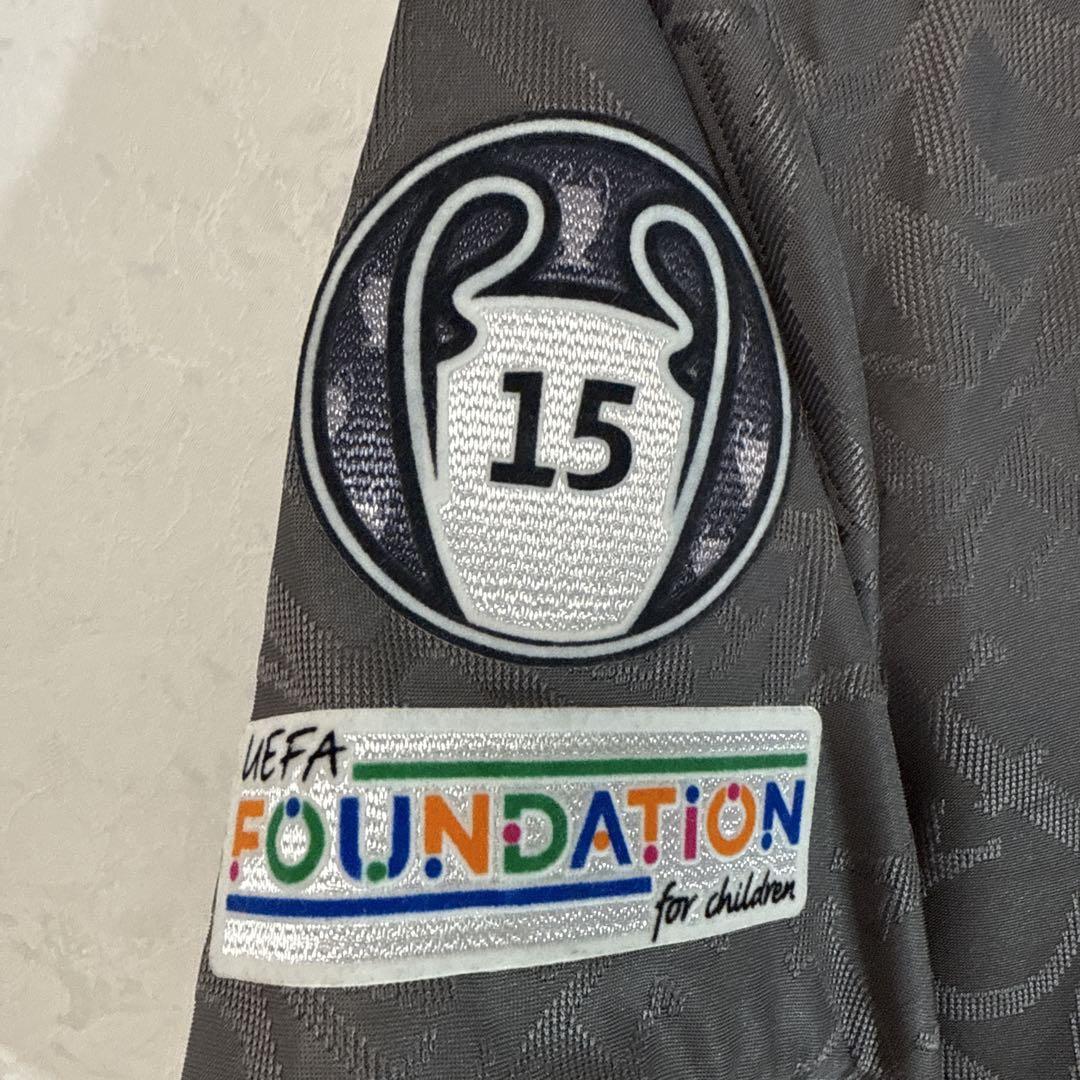 15
UEFA
FOUNDATION
for children